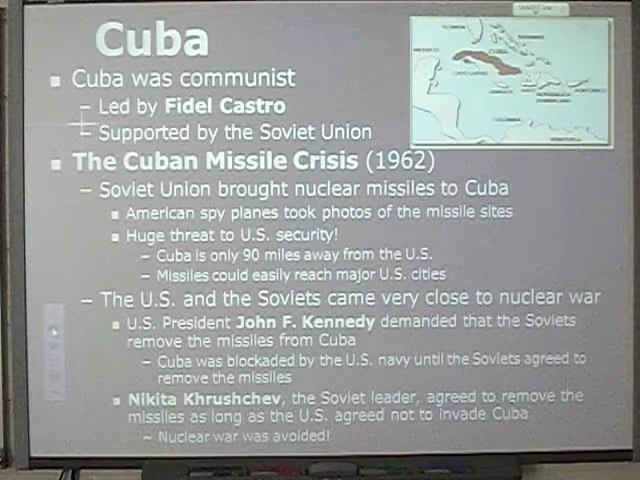 Cuba
■ Cuba was communist
– Led by Fidel Castro
– Supported by the Soviet Union
■ The Cuban Missile Crisis (1962)
– Soviet Union brought nuclear missiles to Cuba
■ American spy planes took photos of the missile sites
■ Huge threat to U.S. security!
– Cuba is only 90 miles away from the U.S.
– Missiles could easily reach major U.S. cities
– The U.S. and the Soviets came very close to nuclear war
■ U.S. President John F. Kennedy demanded that the Soviets
remove the missiles from Cuba
– Cuba was blockaded by the U.S. navy until the Soviets agreed to
remove the missiles
■ Nikita Khrushchev, the Soviet leader, agreed to remove the
missiles as long as the U.S. agreed not to invade Cuba
– Nuclear war was avoided!